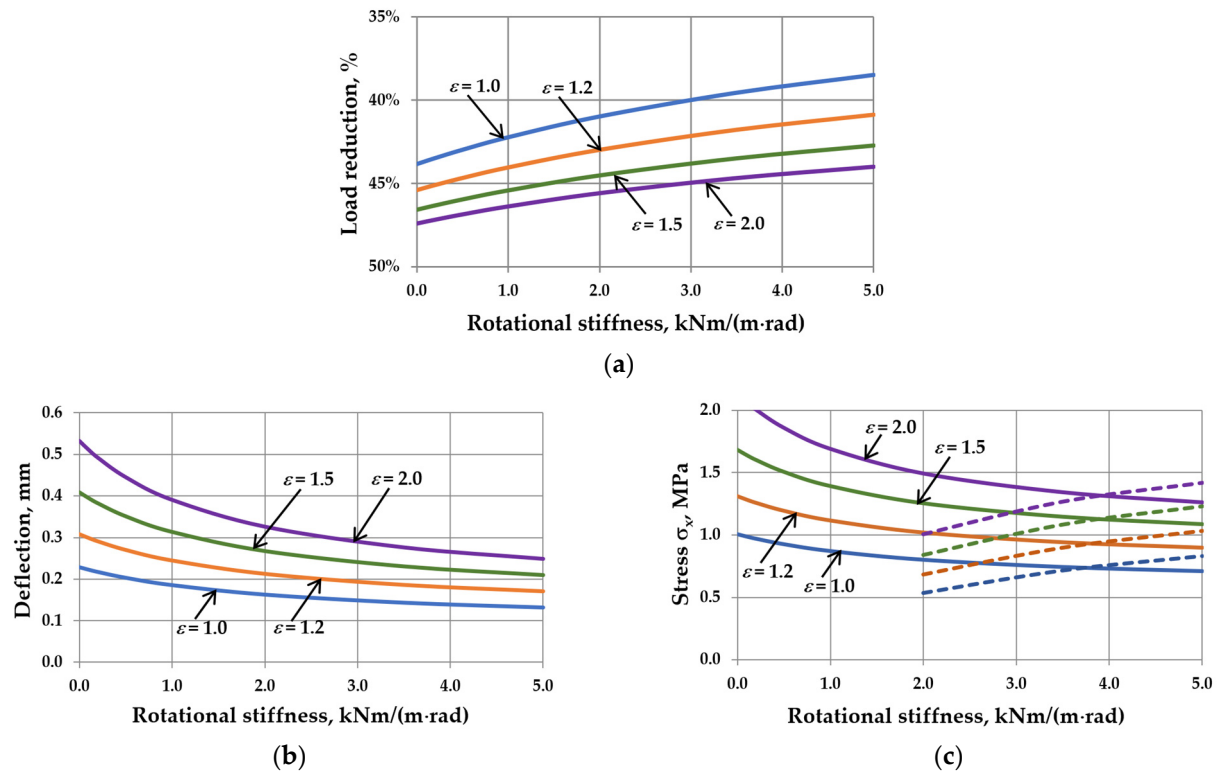 (a)
35%
40%
45%
50%
Load reduction, %
ε = 1.0
ε = 1.2
ε = 1.5
ε = 2.0
0.0 1.0 2.0 3.0 4.0 5.0
Rotational stiffness, kNm/(m·rad)
(a)
0.6
0.5
0.4
0.3
0.2
0.1
0.0
Deflection, mm
ε = 1.5
ε = 2.0
ε = 1.0
ε = 1.2
0.0 1.0 2.0 3.0 4.0 5.0
Rotational stiffness, kNm/(m·rad)
(b)
2.0
1.5
1.0
0.5
0.0
Stress σx, MPa
ε = 2.0
ε = 1.5
ε = 1.2
ε = 1.0
0.0 1.0 2.0 3.0 4.0 5.0
Rotational stiffness, kNm/(m·rad)
(c)